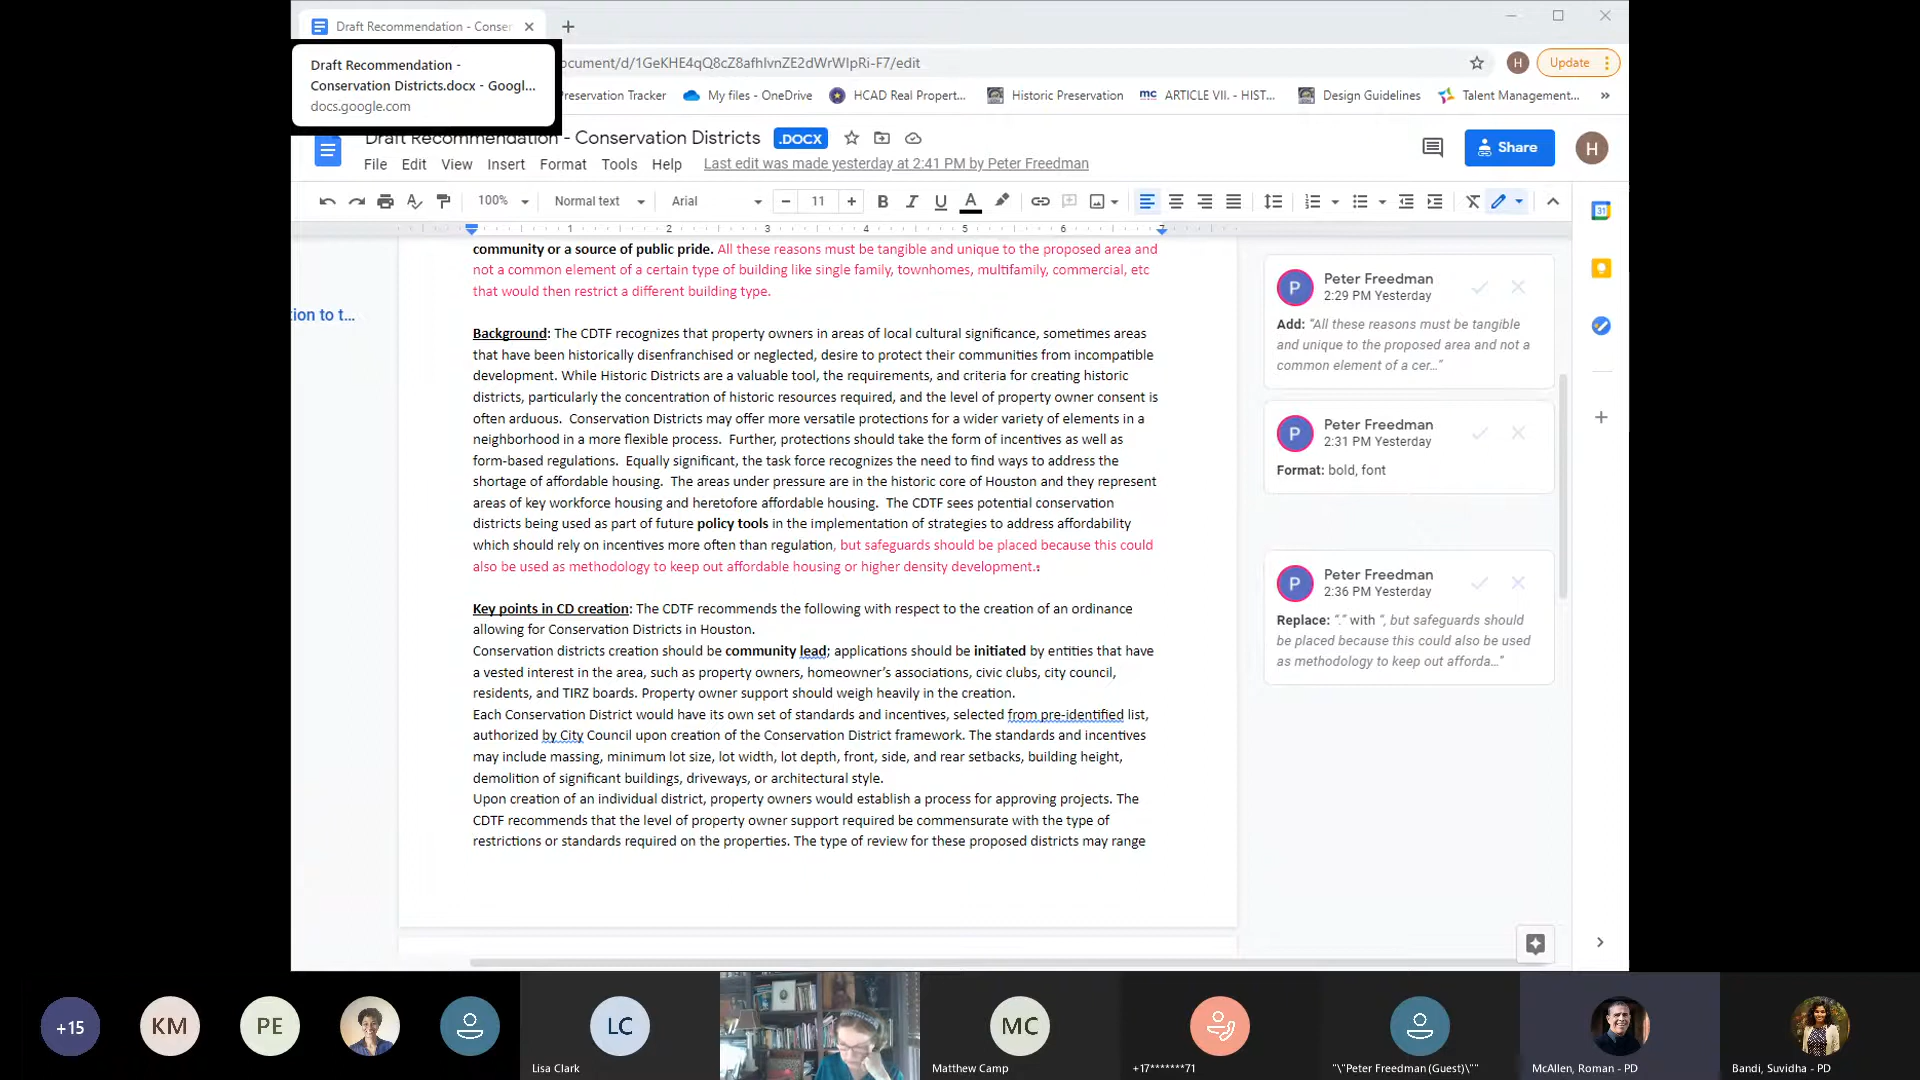 Draft Recommendation - Conser
Draft Recommendation -
Conservation Districts.docx - Googl...
docs.google.com
ocument/d/1GeKHE4qQ8cZ8afhIvnZE2dWrWIpRi-F7/edit
H
Update
Preservation Tracker
My files - OneDrive
HCAD Real Propert...
Historic Preservation
mc ARTICLE VII. - HIST...
Design Guidelines
Talent Management...
»
Draft Recommendation - Conservation Districts
.DOCX
File Edit View Insert Format Tools Help
Last edit was made yesterday at 2:41 PM by Peter Freedman
Share
H
100%
Normal text
Arial
11
B I U A
31
1 2 3 4 5 6 7
tion to t...
community or a source of public pride. All these reasons must be tangible and unique to the proposed area and
not a common element of a certain type of building like single family, townhomes, multifamily, commercial, etc
that would then restrict a different building type.
Background: The CDTF recognizes that property owners in areas of local cultural significance, sometimes areas
that have been historically disenfranchised or neglected, desire to protect their communities from incompatible
development. While Historic Districts are a valuable tool, the requirements, and criteria for creating historic
districts, particularly the concentration of historic resources required, and the level of property owner consent is
often arduous.  Conservation Districts may offer more versatile protections for a wider variety of elements in a
neighborhood in a more flexible process.  Further, protections should take the form of incentives as well as
form-based regulations.  Equally significant, the task force recognizes the need to find ways to address the
shortage of affordable housing.  The areas under pressure are in the historic core of Houston and they represent
areas of key workforce housing and heretofore affordable housing.  The CDTF sees potential conservation
districts being used as part of future policy tools in the implementation of strategies to address affordability
which should rely on incentives more often than regulation, but safeguards should be placed because this could
also be used as methodology to keep out affordable housing or higher density development..
Key points in CD creation: The CDTF recommends the following with respect to the creation of an ordinance
allowing for Conservation Districts in Houston.
Conservation districts creation should be community lead; applications should be initiated by entities that have
a vested interest in the area, such as property owners, homeowner's associations, civic clubs, city council,
residents, and TIRZ boards. Property owner support should weigh heavily in the creation.
Each Conservation District would have its own set of standards and incentives, selected from pre-identified list,
authorized by City Council upon creation of the Conservation District framework. The standards and incentives
may include massing, minimum lot size, lot width, lot depth, front, side, and rear setbacks, building height,
demolition of significant buildings, driveways, or architectural style.
Upon creation of an individual district, property owners would establish a process for approving projects. The
CDTF recommends that the level of property owner support required be commensurate with the type of
restrictions or standards required on the properties. The type of review for these proposed districts may range
P
Peter Freedman
2:29 PM Yesterday
Add: "All these reasons must be tangible
and unique to the proposed area and not a
common element of a cer..."
P
Peter Freedman
2:31 PM Yesterday
Format: bold, font
P
Peter Freedman
2:36 PM Yesterday
Replace: "." with ", but safeguards should
be placed because this could also be used
as methodology to keep out afforda..."
+15
KM
PE
LC
Lisa Clark
MC
Matthew Camp
+17*******71
"\"Peter Freedman (Guest)\""
McAllen, Roman - PD
Bandi, Suvidha - PD